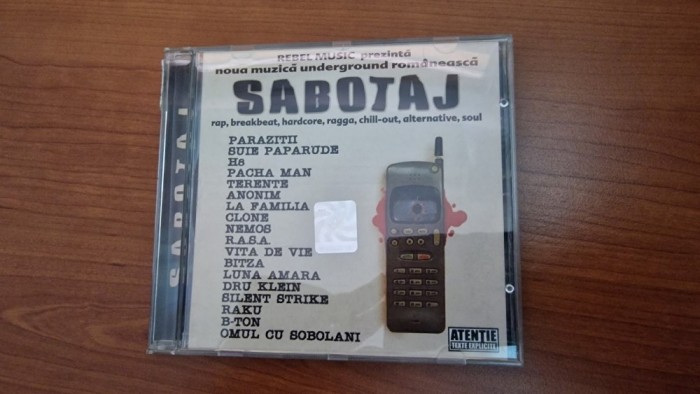 REBEL MUSIC prezintă
noua muzică underground românească
SABOTAJ
rap, breakbeat, hardcore, ragga, chill-out, alternative, soul
PARAZITII
SUIE PAPARUDE
H8
PACHA MAN
TERENTE
ANONIM
LA FAMILIA
CLONE
NEMOS
R.A.S.A.
VITA DE VIE
BITZA
LUNA AMARA
DRU KLEIN
SILENT STRIKE
RAKU
B-TON
OMUL CU SOBOLANI
ATENTIE
TEXTE EXPLICITE
SABOTAJ